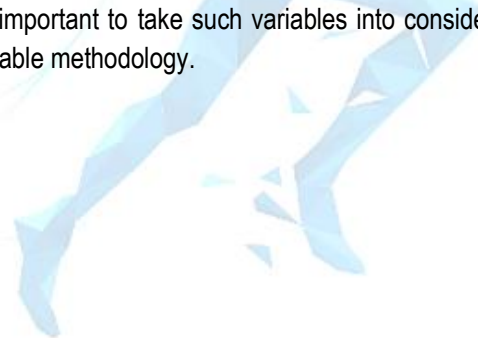 important to take such variables into conside
able methodology.